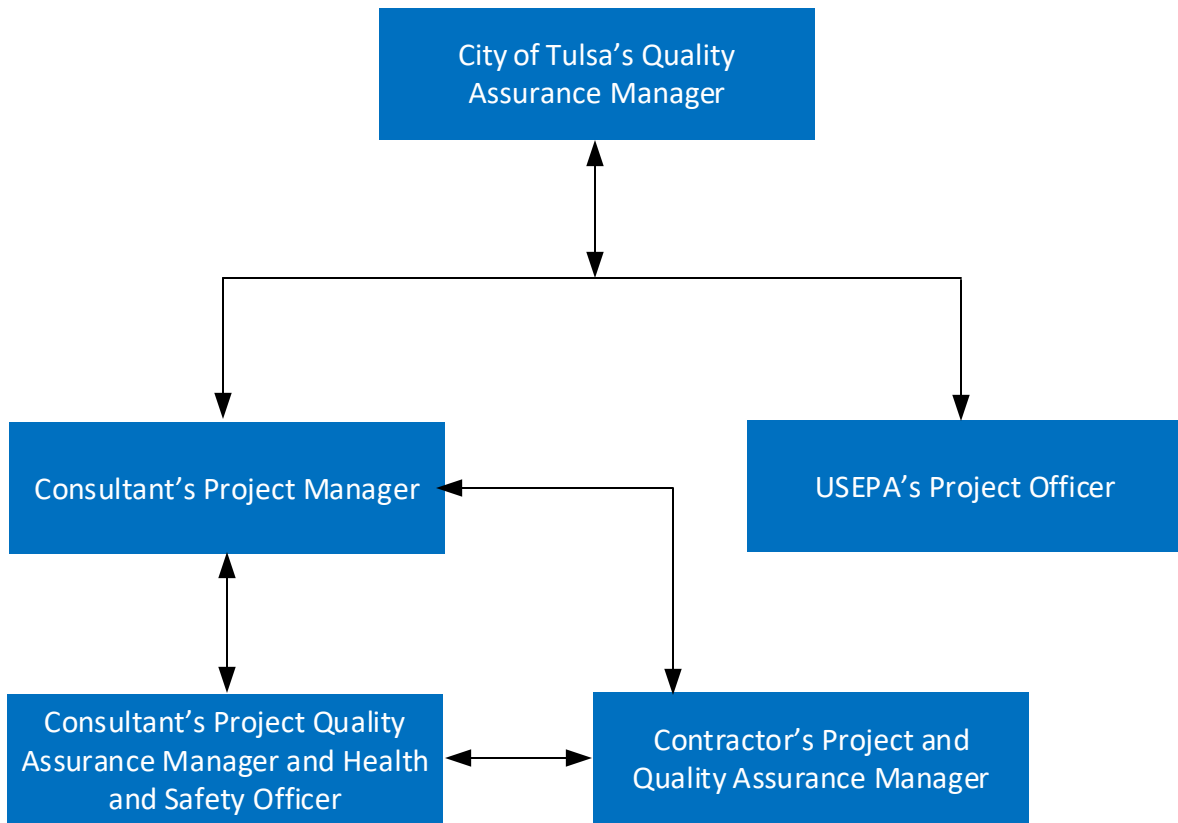 City of Tulsa’s Quality
Assurance Manager
Consultant’s Project Manager
USEPA’s Project Officer
Consultant’s Project Quality
Assurance Manager and Health
and Safety Officer
Contractor’s Project and
Quality Assurance Manager